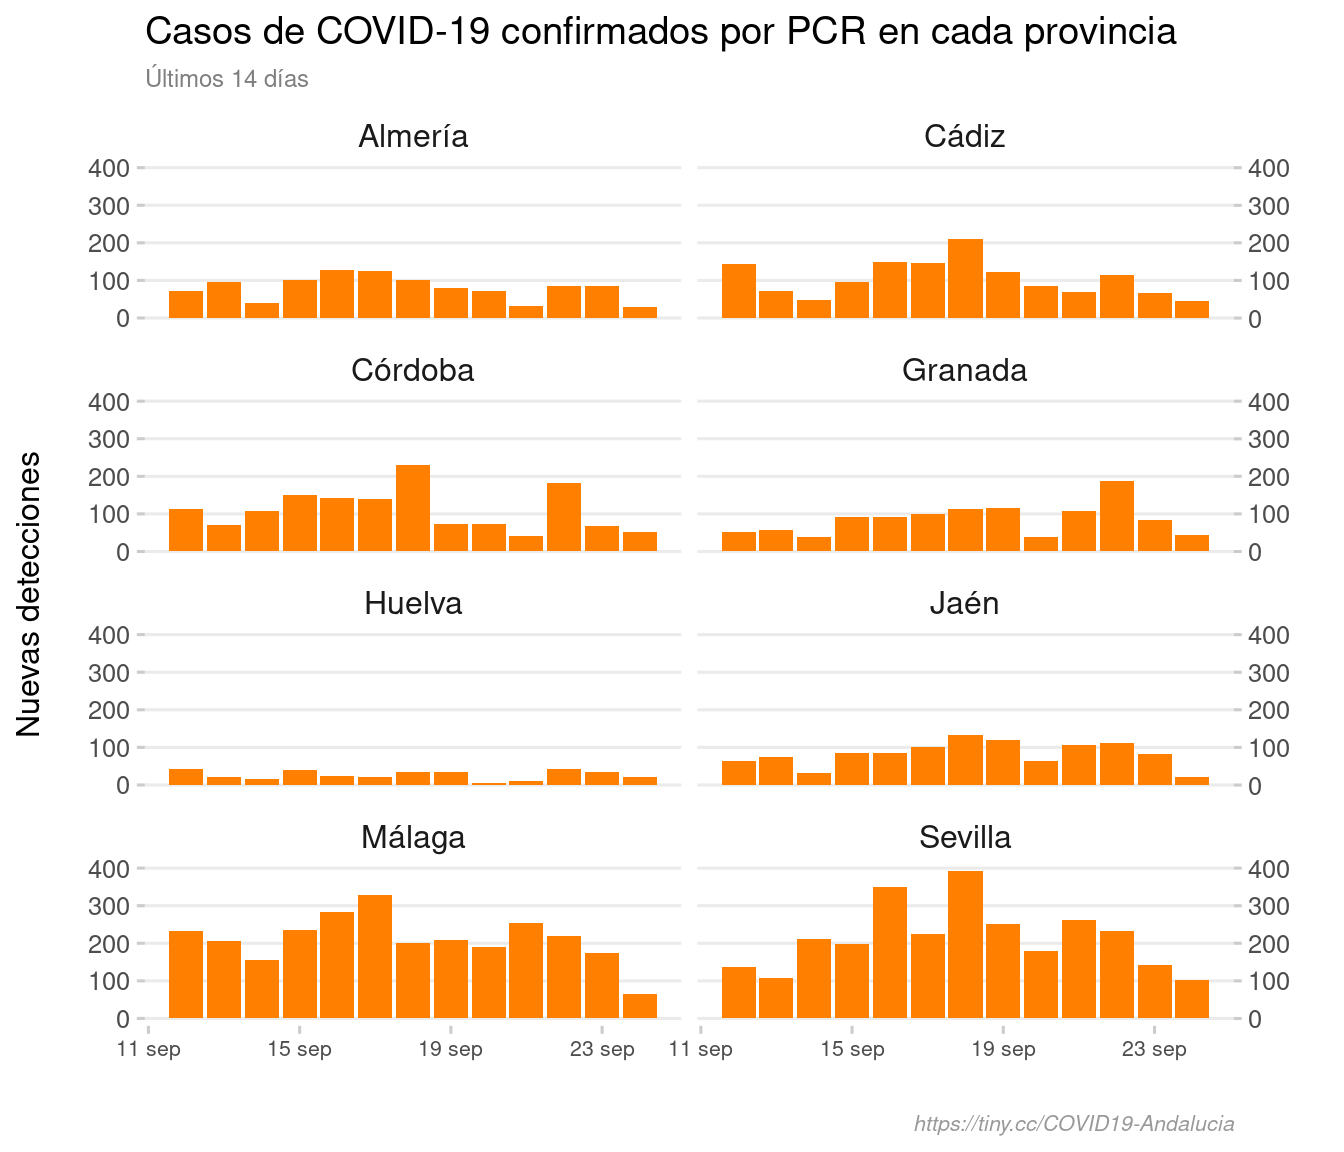 Casos de COVID-19 confirmados por PCR en cada provincia
Últimos 14 días
Nuevas detecciones
Almería
Cádiz
400
300
200
100
0
400
300
200
100
0
Córdoba
Granada
400
300
200
100
0
400
300
200
100
0
Huelva
Jaén
400
300
200
100
0
400
300
200
100
0
Málaga
Sevilla
400
300
200
100
0
400
300
200
100
0
11 sep 15 sep 19 sep 23 sep
11 sep 15 sep 19 sep 23 sep
https://tiny.cc/COVID19-Andalucia